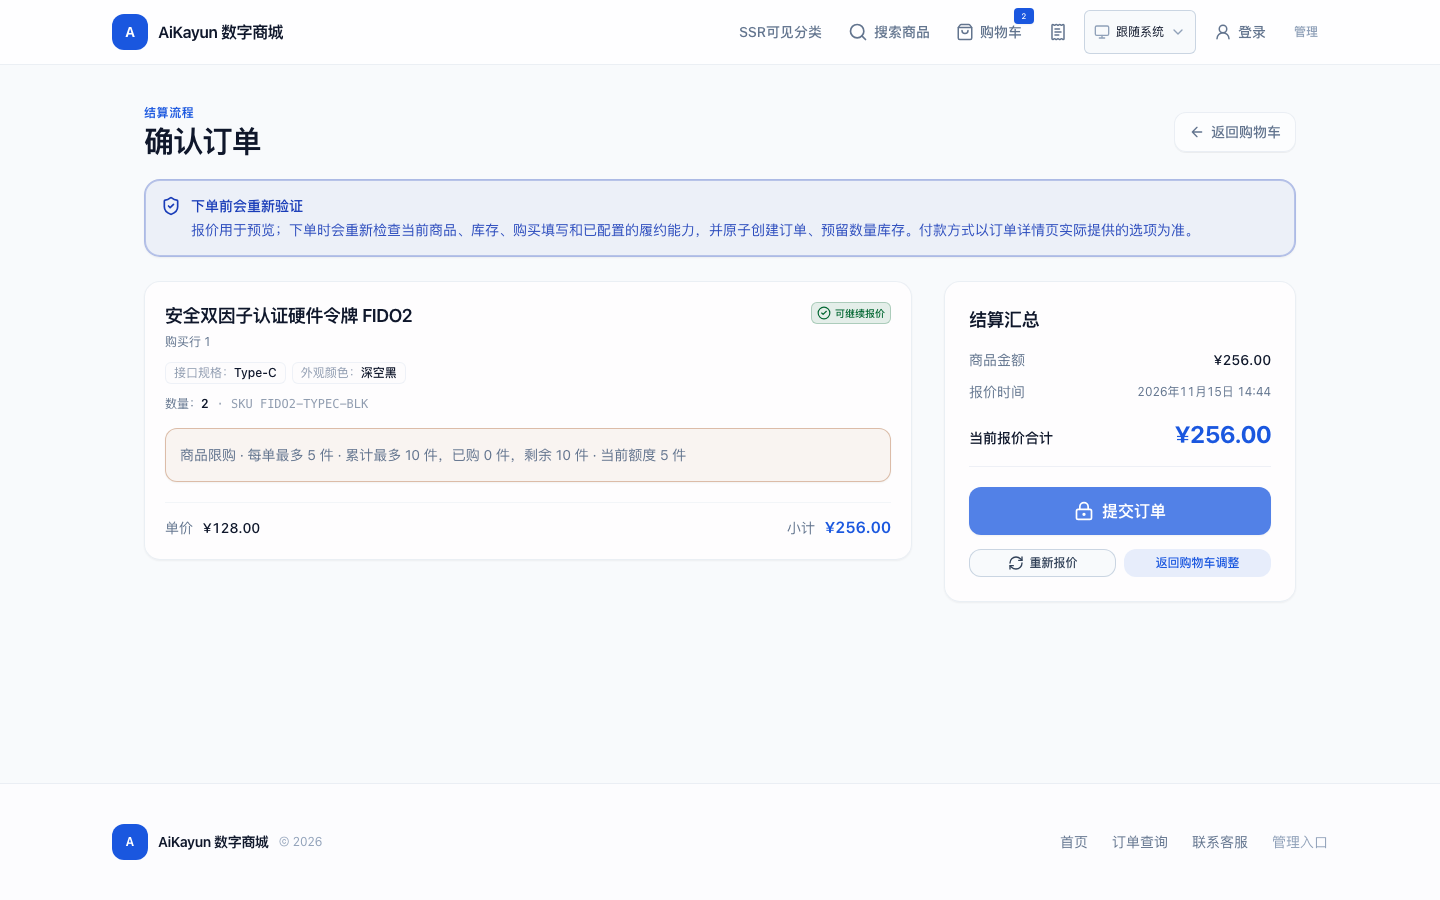 A AiKayun 数字商城
SSR可见分类 搜索商品 购物车 2 跟随系统 登录 管理
结算流程
确认订单
返回购物车
下单前会重新验证
报价用于预览；下单时会重新检查当前商品、库存、购买填写和已配置的履约能力，并原子创建订单、预留数量库存。付款方式以订单详情页实际提供的选项为准。
安全双因子认证硬件令牌 FIDO2
可继续报价
购买行 1
接口规格： Type-C 外观颜色： 深空黑
数量： 2 · SKU FIDO2-TYPEC-BLK
商品限购 · 每单最多 5 件 · 累计最多 10 件，已购 0 件，剩余 10 件 · 当前额度 5 件
单价 ¥128.00 小计 ¥256.00
结算汇总
商品金额 ¥256.00
报价时间 2026年11月15日 14:44
当前报价合计 ¥256.00
提交订单
重新报价 返回购物车调整
A AiKayun 数字商城 © 2026
首页 订单查询 联系客服 管理入口